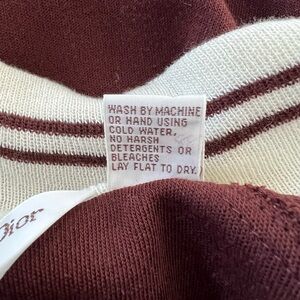 WASH BY MACHINE
OR HAND USING
COLD WATER,
NO HARSH
DETERGENTS OR
BLEACHES
LAY FLAT TO DRY.
Dior